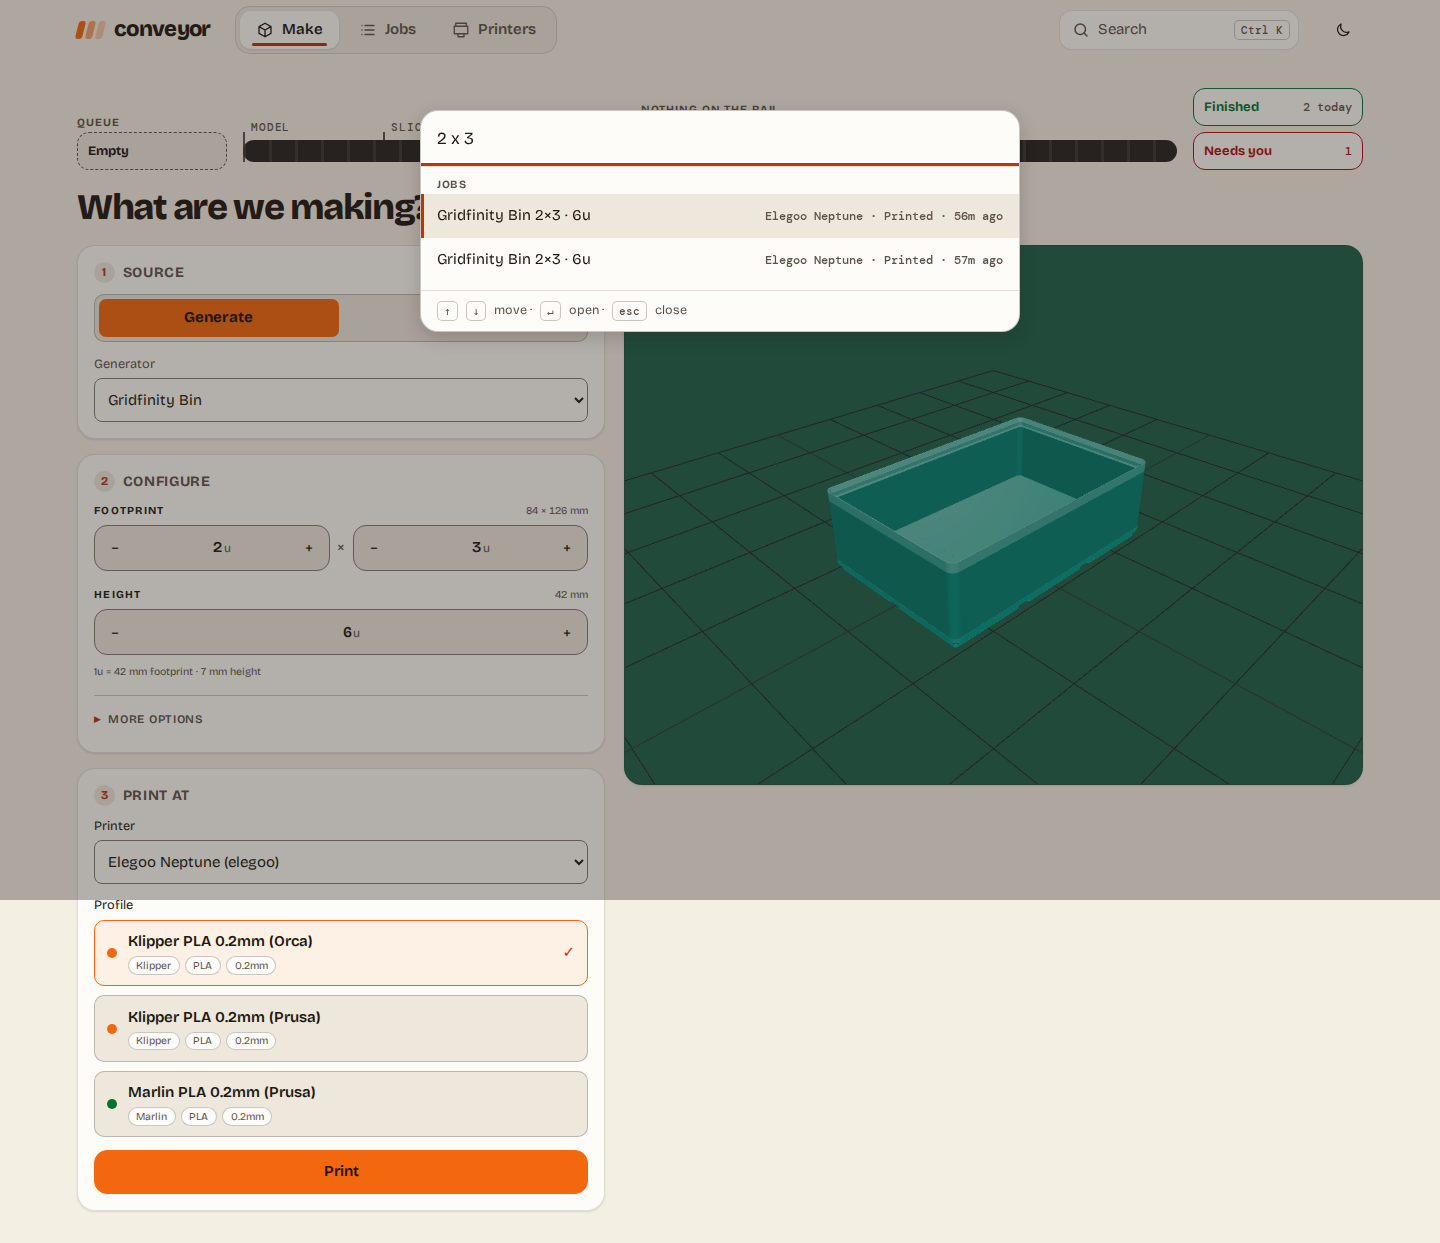 conveyor
Make
Jobs
Printers
Search
Ctrl K
QUEUE
Empty
MODEL
Finished 2 today
Needs you 1
What are we making?
2 x 3
JOBS
Gridfinity Bin 2×3 · 6u Elegoo Neptune · Printed · 56m ago
Gridfinity Bin 2×3 · 6u Elegoo Neptune · Printed · 57m ago
↑ ↓ move · ↵ open · esc close
1 SOURCE
Generate
Generator
Gridfinity Bin
2 CONFIGURE
FOOTPRINT 84 × 126 mm
− 2u + × − 3u +
HEIGHT 42 mm
− 6u +
1u = 42 mm footprint · 7 mm height
▸ MORE OPTIONS
3 PRINT AT
Printer
Elegoo Neptune (elegoo)
Profile
Klipper PLA 0.2mm (Orca) ✓
Klipper PLA 0.2mm
Klipper PLA 0.2mm (Prusa)
Klipper PLA 0.2mm
Marlin PLA 0.2mm (Prusa)
Marlin PLA 0.2mm
Print